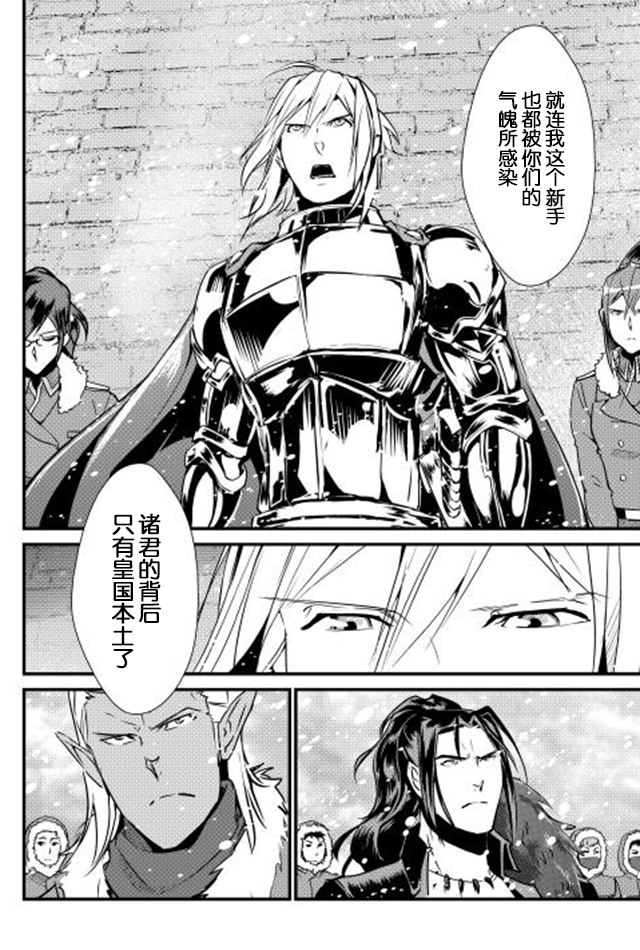 就连我这个新手
也都被你们的
气魄所感染
诸君的背后
只有皇国本土了